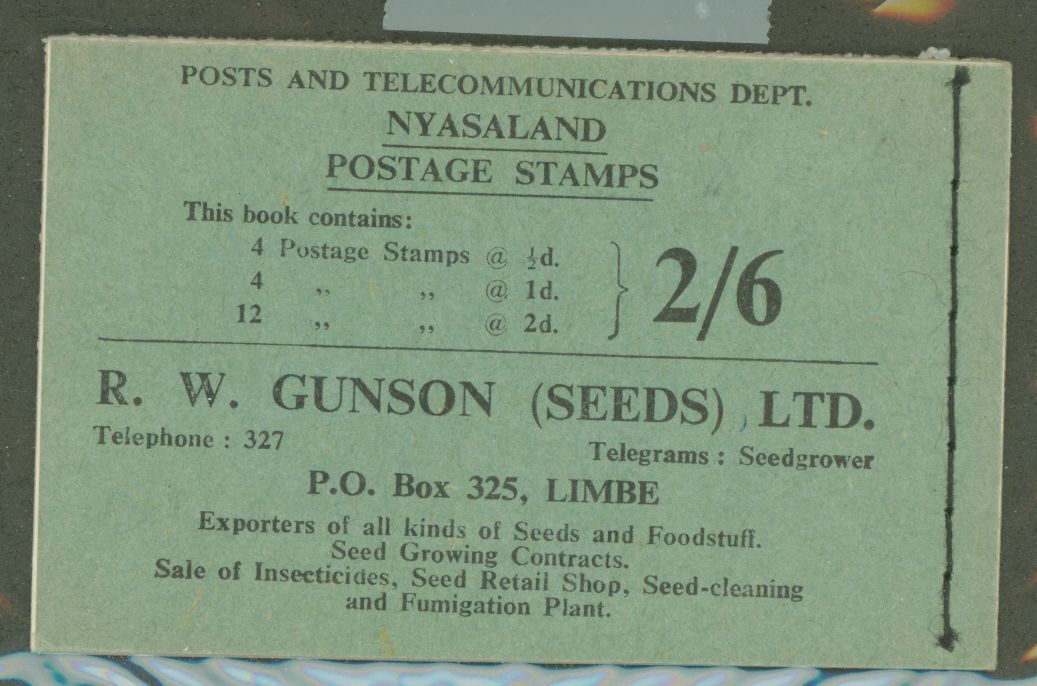 POSTS AND TELECOMMUNICATIONS DEPT.
NYASALAND
POSTAGE STAMPS
This book contains:
4 Postage Stamps @ ½d.
4 ,, ,, @ 1d.
12 ,, ,, @ 2d.
} 2/6
R. W. GUNSON (SEEDS) LTD.
Telephone : 327 Telegrams : Seedgrower
P.O. Box 325, LIMBE
Exporters of all kinds of Seeds and Foodstuff.
Seed Growing Contracts.
Sale of Insecticides, Seed Retail Shop, Seed-cleaning
and Fumigation Plant.